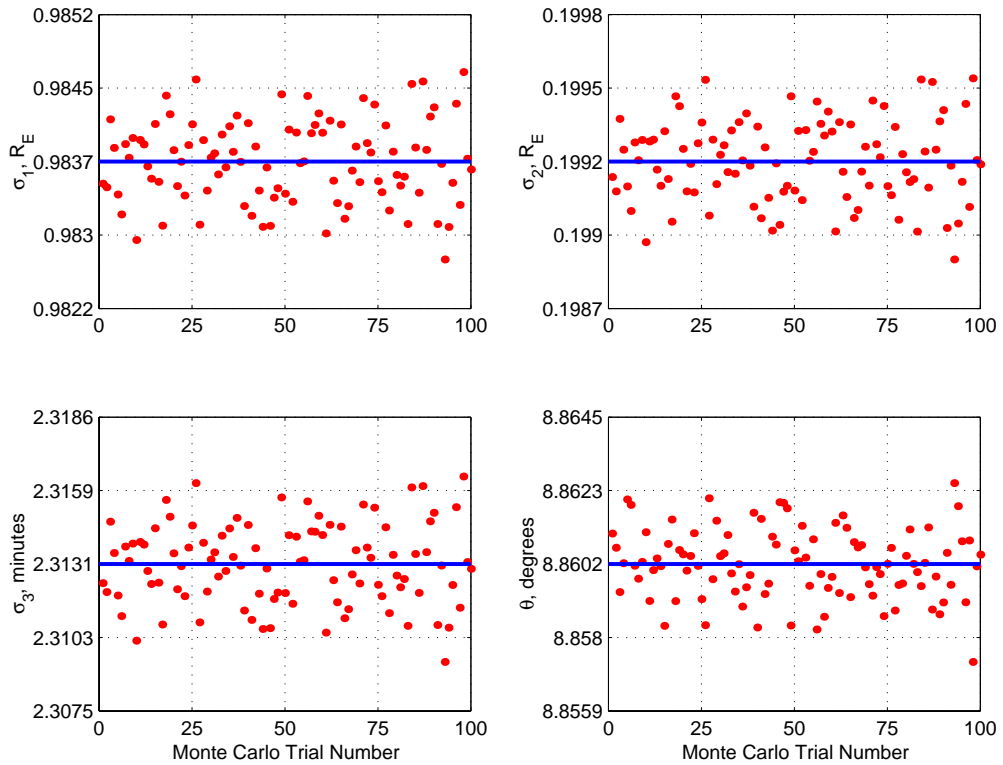 0.9852
0.9845
0.9837
0.983
0.9822
σ1, RE
0 25 50 75 100
0.1998
0.1995
0.1992
0.199
0.1987
σ2, RE
0 25 50 75 100
2.3186
2.3159
2.3131
2.3103
2.3075
σ3, minutes
0 25 50 75 100
Monte Carlo Trial Number
8.8645
8.8623
8.8602
8.858
8.8559
θ, degrees
0 25 50 75 100
Monte Carlo Trial Number